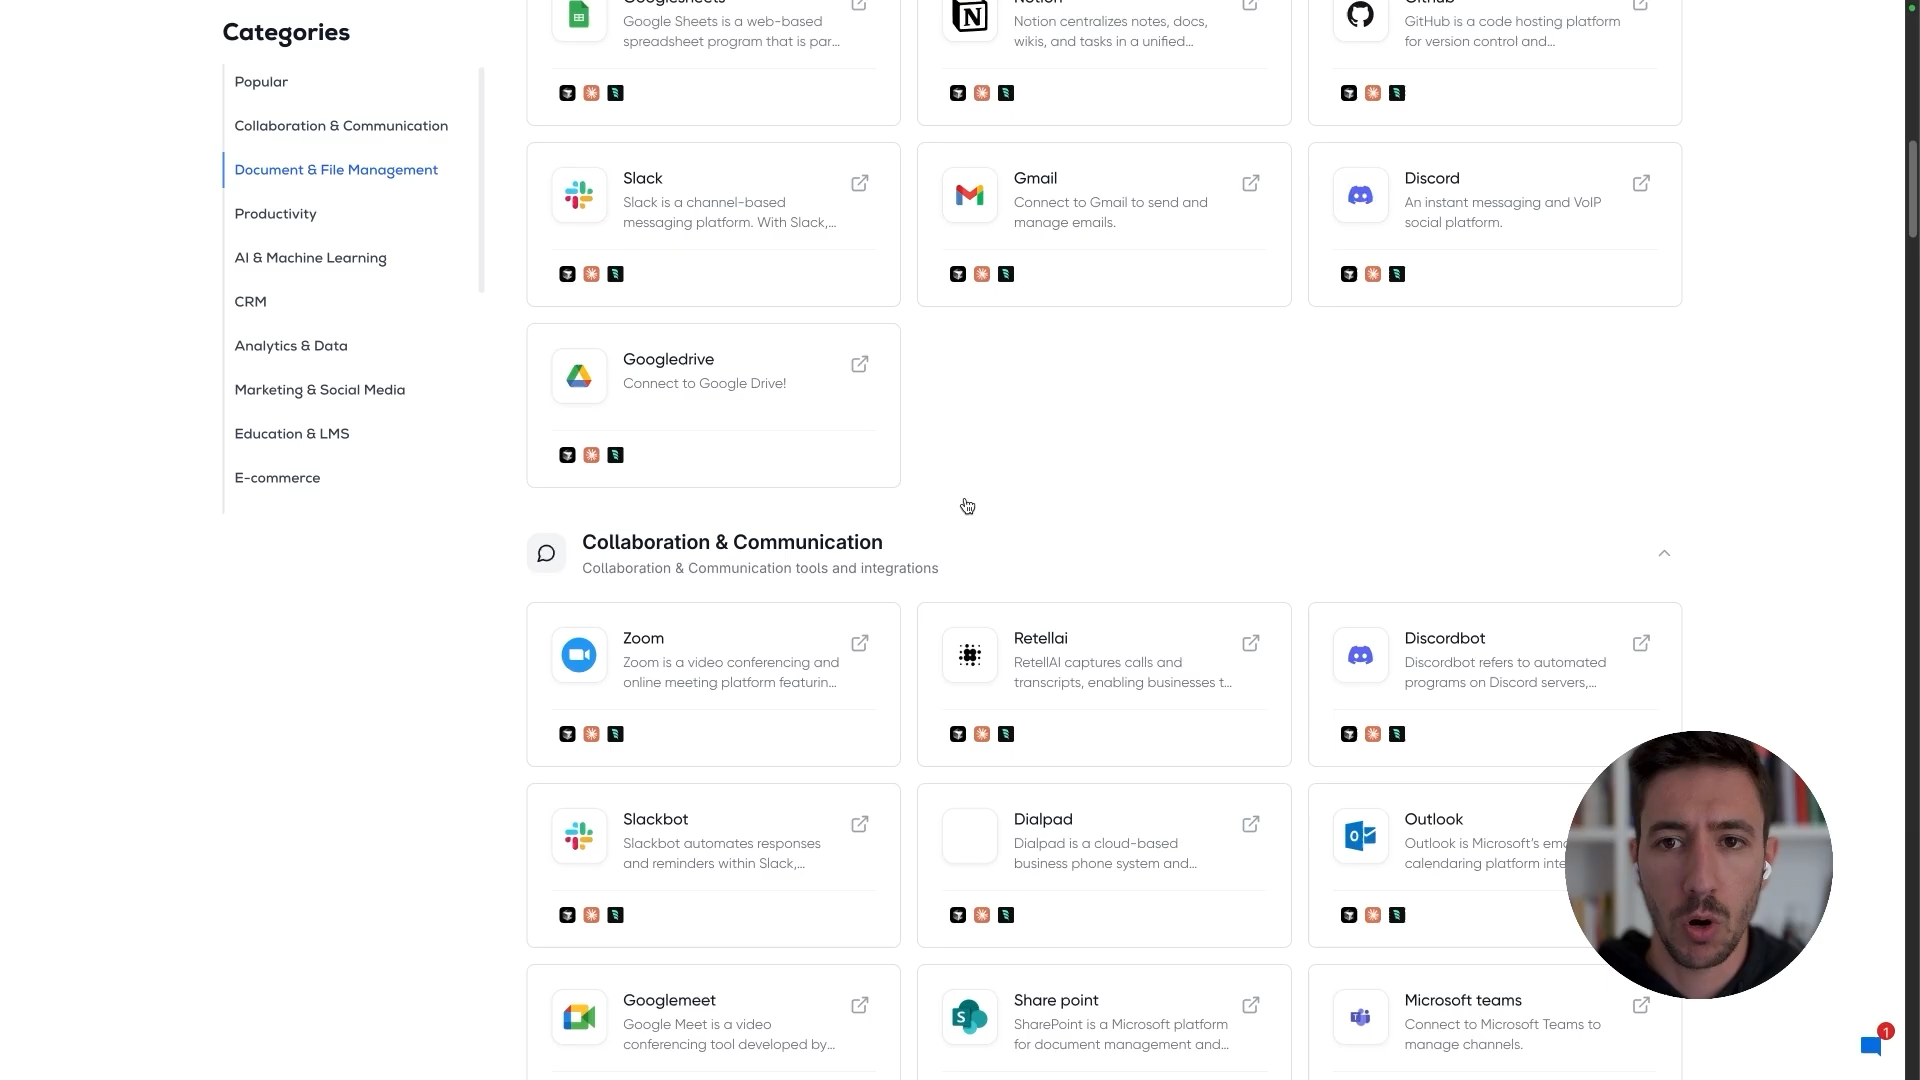 Categories
Popular
Collaboration & Communication
Document & File Management
Productivity
AI & Machine Learning
CRM
Analytics & Data
Marketing & Social Media
Education & LMS
E-commerce
Googlesheets
Google Sheets is a web-based
spreadsheet program that is par...
Notion
Notion centralizes notes, docs,
wikis, and tasks in a unified...
GitHub is a code hosting platform
for version control and...
Slack
Slack is a channel-based
messaging platform. With Slack,...
Gmail
Connect to Gmail to send and
manage emails.
Discord
An instant messaging and VoIP
social platform.
Googledrive
Connect to Google Drive!
Collaboration & Communication
Collaboration & Communication tools and integrations
Zoom
Zoom is a video conferencing and
online meeting platform featurin...
Retellai
RetellAI captures calls and
transcripts, enabling businesses t...
Discordbot
Discordbot refers to automated
programs on Discord servers,...
Slackbot
Slackbot automates responses
and reminders within Slack,...
Dialpad
Dialpad is a cloud-based
business phone system and...
Outlook
Outlook is Microsoft's ema
calendaring platform inte
Googlemeet
Google Meet is a video
conferencing tool developed by...
Share point
SharePoint is a Microsoft platform
for document management and...
Microsoft teams
Connect to Microsoft Teams to
manage channels.
1